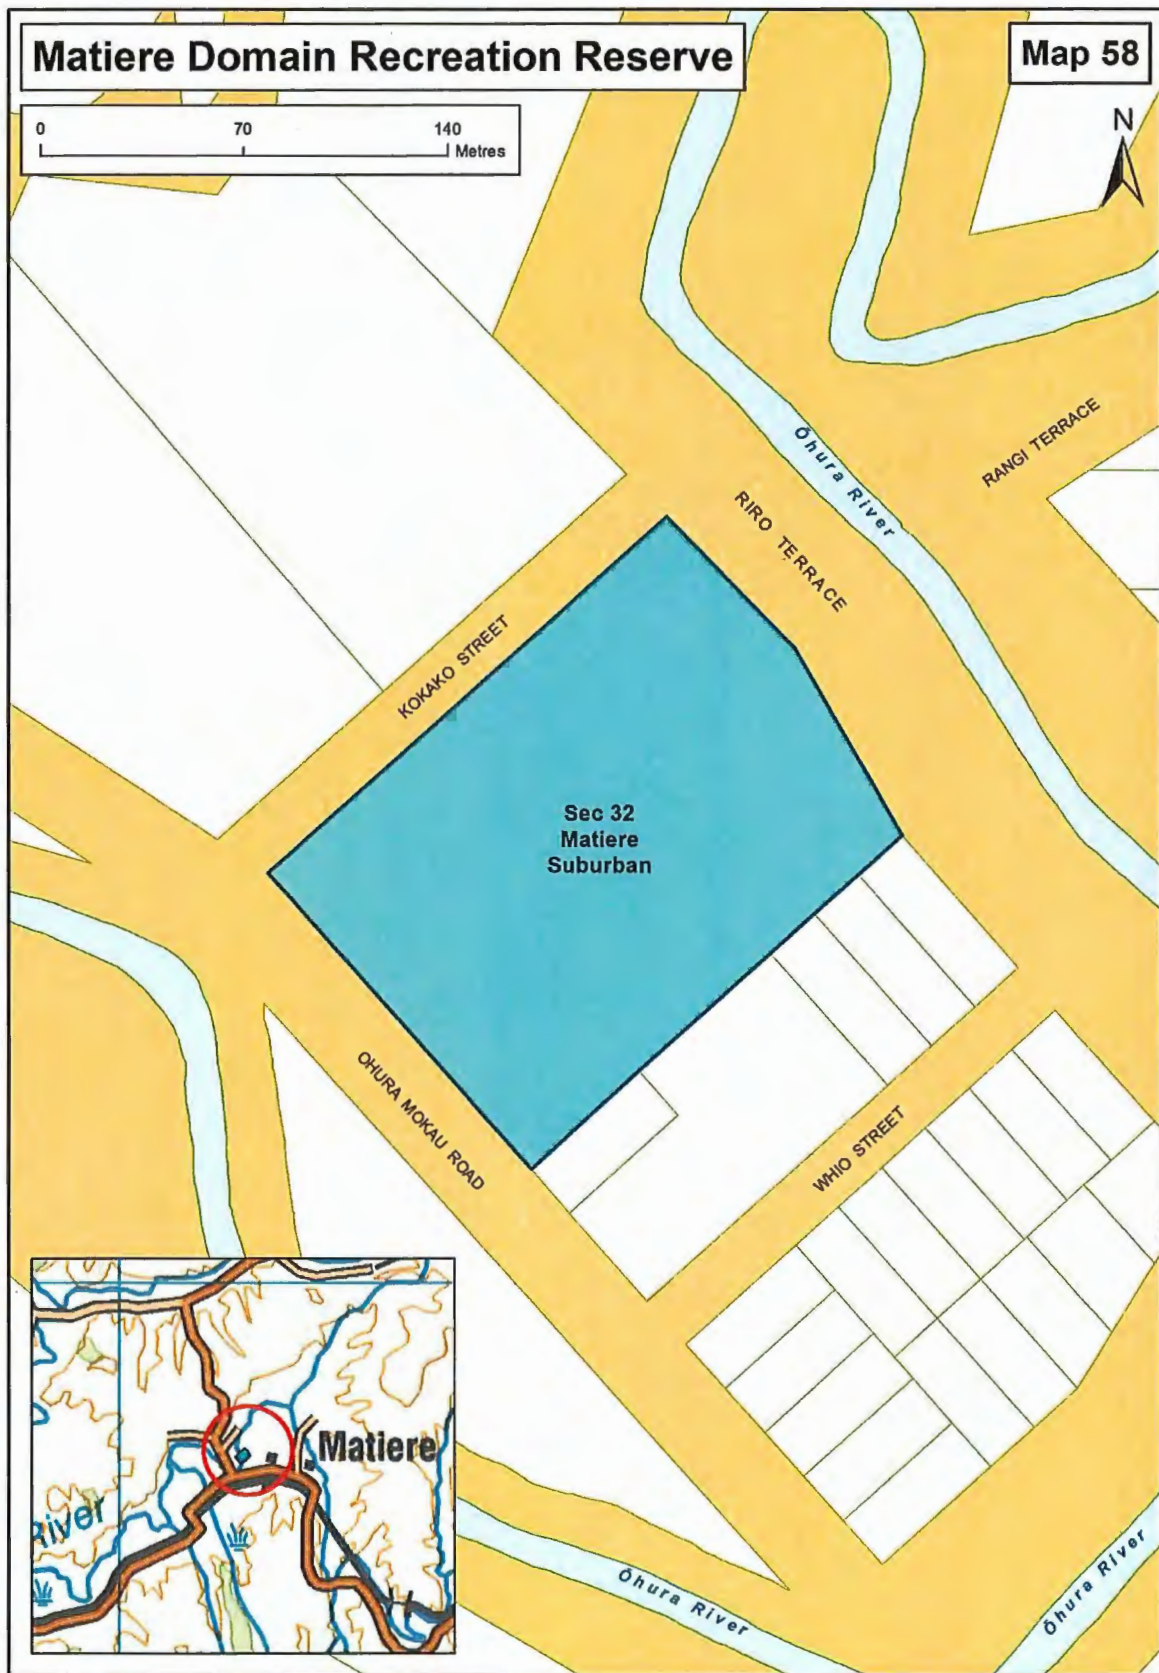 Matiere Domain Recreation Reserve
Map 58
0 70 140
Metres
N
Ōhura River
RANGI TERRACE
RIRO TERRACE
KOKAKO STREET
Sec 32
Matiere
Suburban
OHURA MOKAU ROAD
WHIO STREET
Matiere
River
Ōhura River
Ōhura River